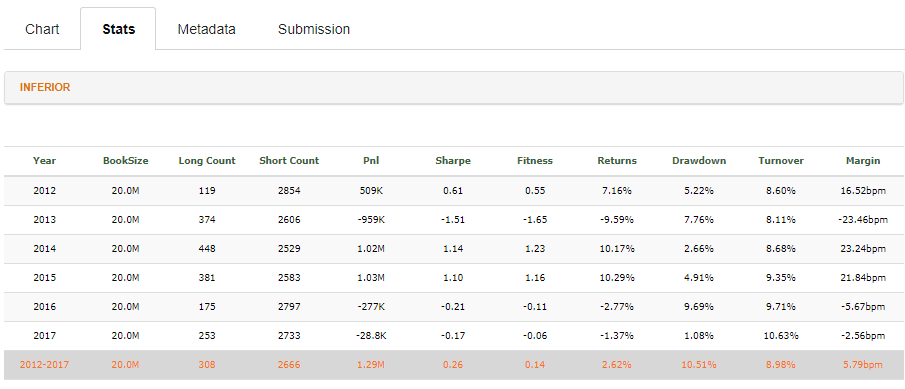 Chart Stats Metadata Submission
INFERIOR
Year BookSize Long Count Short Count Pnl Sharpe Fitness Returns Drawdown Turnover Margin
2012 20.0M 119 2854 509K 0.61 0.55 7.16% 5.22% 8.60% 16.52bpm
2013 20.0M 374 2606 -959K -1.51 -1.65 -9.59% 7.76% 8.11% -23.46bpm
2014 20.0M 448 2529 1.02M 1.14 1.23 10.17% 2.66% 8.68% 23.24bpm
2015 20.0M 381 2583 1.03M 1.10 1.16 10.29% 4.91% 9.35% 21.84bpm
2016 20.0M 175 2797 -277K -0.21 -0.11 -2.77% 9.69% 9.71% -5.67bpm
2017 20.0M 253 2733 -28.8K -0.17 -0.06 -1.37% 1.08% 10.63% -2.56bpm
2012-2017 20.0M 308 2666 1.29M 0.26 0.14 2.62% 10.51% 8.98% 5.79bpm